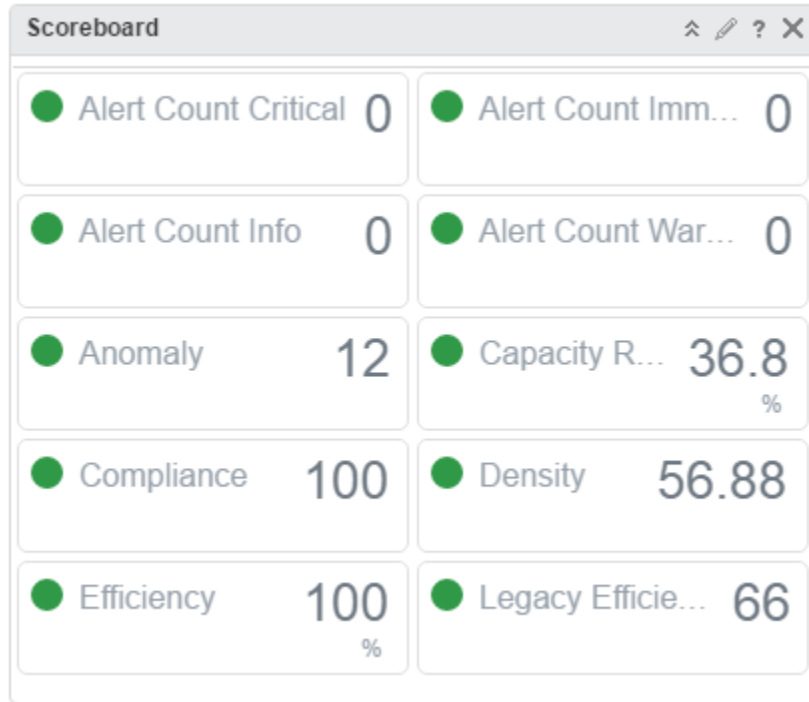 Scoreboard ?
Alert Count Critical 0
Alert Count Imm... 0
Alert Count Info 0
Alert Count War... 0
Anomaly 12
Capacity R... 36.8
%
Compliance 100
Density 56.88
Efficiency 100
%
Legacy Efficie... 66